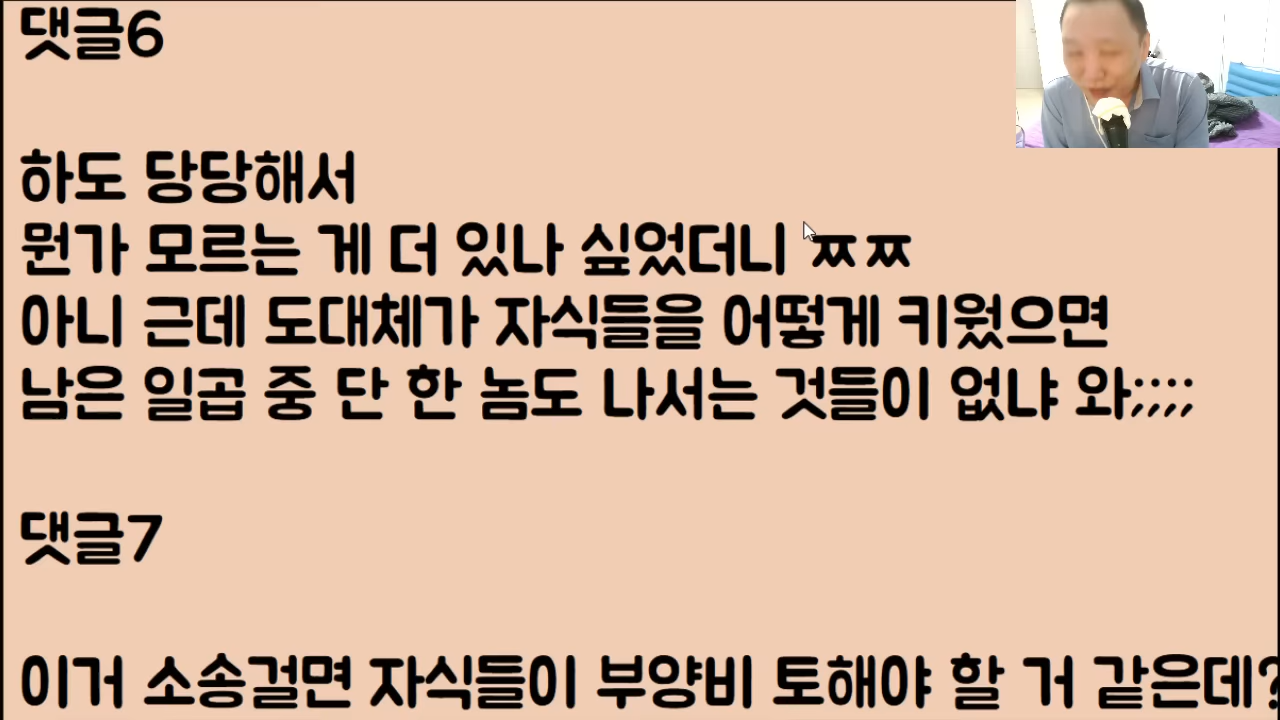 댓글6
하도 당당해서
뭔가 모르는 게 더 있나 싶었더니 ㅉㅉ
아니 근데 도대체가 자식들을 어떻게 키웠으면
남은 일곱 중 단 한 놈도 나서는 것들이 없냐 와;;;;
댓글7
이거 소송걸면 자식들이 부양비 토해야 할 거 같은데?